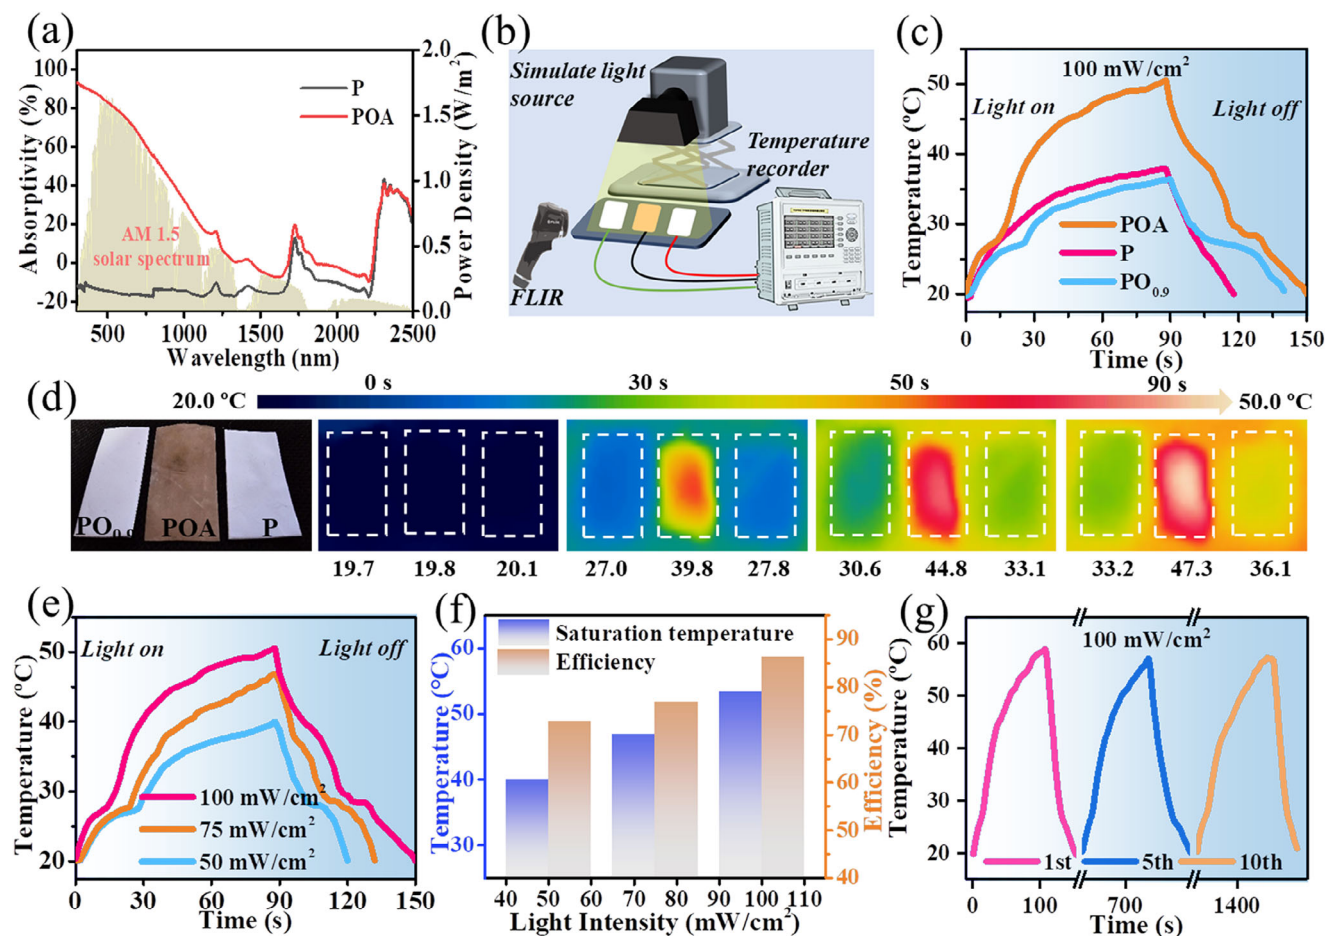 (a)
Absorptivity (%)
100
80
60
40
20
0
-20
P
POA
AM 1.5
solar spectrum
500
1000
1500
2000
2500
Wavelength (nm)
2.0
1.5
1.0
0.5
0.0
Power Density (W/m²)
(b)
Simulate light
source
Temperature
recorder
FLIR
(c)
Temperature (ºC)
50
40
30
20
100 mW/cm²
Light on
Light off
POA
P
PO0.9
0
30
60
90
120
150
Time (s)
(d)
0 s
30 s
50 s
90 s
20.0 ºC
50.0 ºC
PO0.9
POA
P
19.7
19.8
20.1
27.0
39.8
27.8
30.6
44.8
33.1
33.2
47.3
36.1
(e)
Temperature (ºC)
50
40
30
20
Light on
Light off
100 mW/cm²
75 mW/cm²
50 mW/cm²
0
30
60
90
120
150
Time (s)
(f)
Temperature (°C)
60
50
40
30
Saturation temperature
Efficiency
40
50
60
70
80
90
100
110
Light Intensity (mW/cm²)
90
80
70
60
50
40
Efficiency (%)
(g)
Temperature (ºC)
60
50
40
30
20
100 mW/cm²
1st
5th
10th
0
100
700
1400
Time (s)